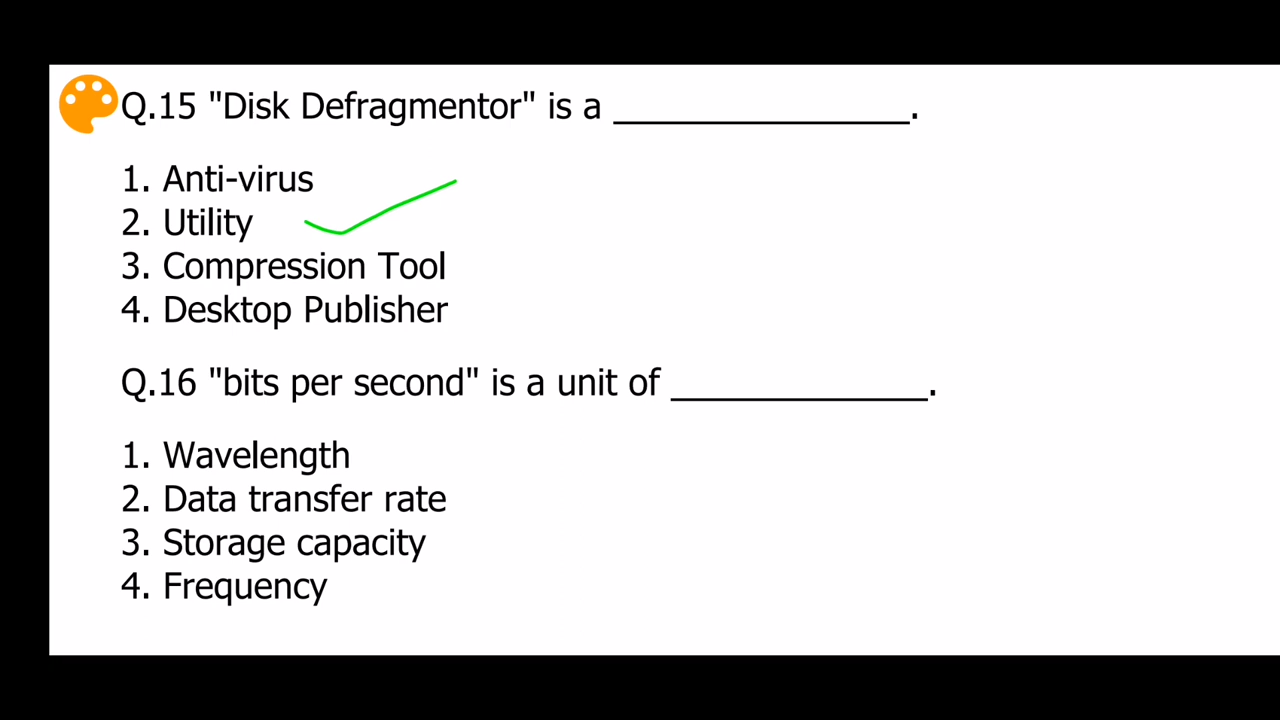 Q.15 "Disk Defragmentor" is a ________________.
1. Anti-virus
2. Utility
3. Compression Tool
4. Desktop Publisher
Q.16 "bits per second" is a unit of ______________.
1. Wavelength
2. Data transfer rate
3. Storage capacity
4. Frequency